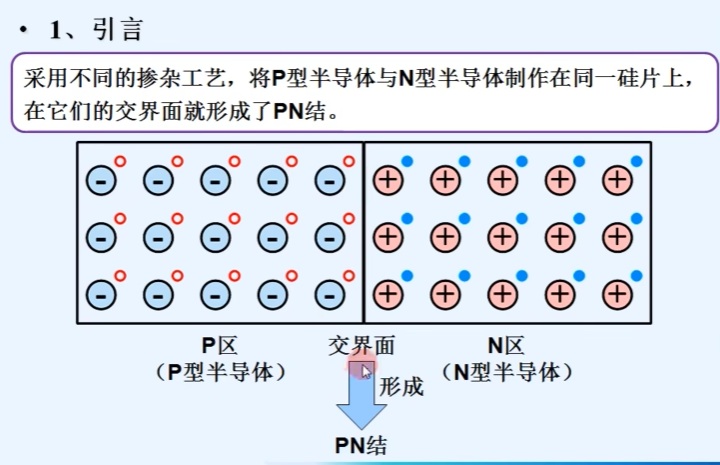 • 1、引言
采用不同的掺杂工艺，将P型半导体与N型半导体制作在同一硅片上，
在它们的交界面就形成了PN结。
- - - - - + + + + +
- - - - - + + + + +
- - - - - + + + + +
P区 交界面 N区
（P型半导体） （N型半导体）
形成
PN结